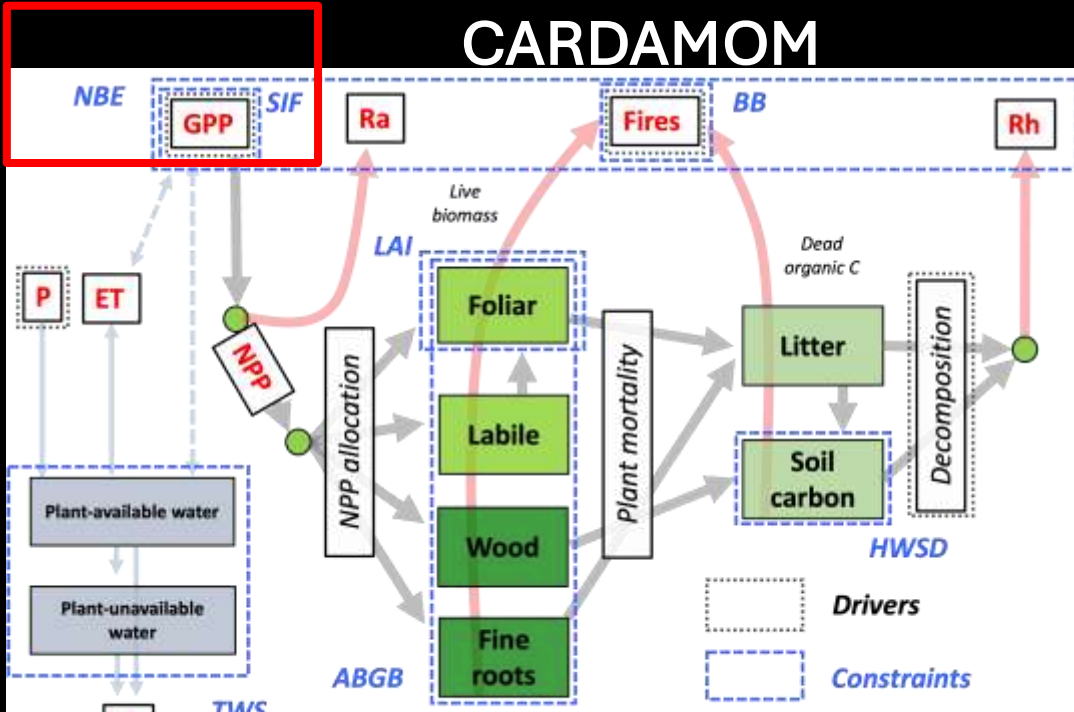 CARDAMOM
NBE
GPP
SIF
Ra
Fires
BB
Rh
Live
biomass
LAI
Dead
organic C
P
ET
NPP
NPP allocation
Foliar
Labile
Wood
Fine
roots
Plant mortality
Litter
Soil
carbon
Decomposition
Plant-available water
Plant-unavailable
water
HWSD
ABGB
Drivers
Constraints
TWS